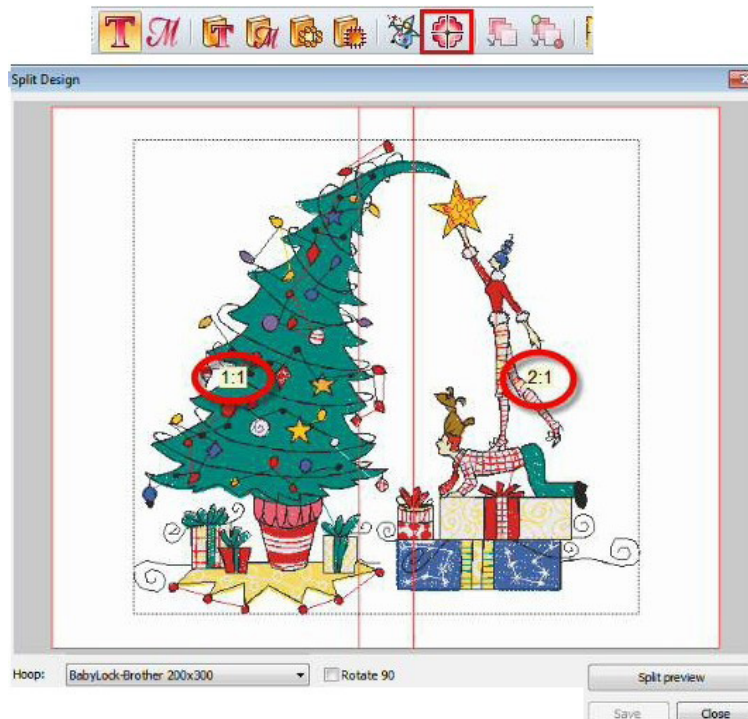 T M T M
Split Design
1:1
2:1
Hoop: BabyLock-Brother 200x300 Rotate 90 Split preview
Save Close